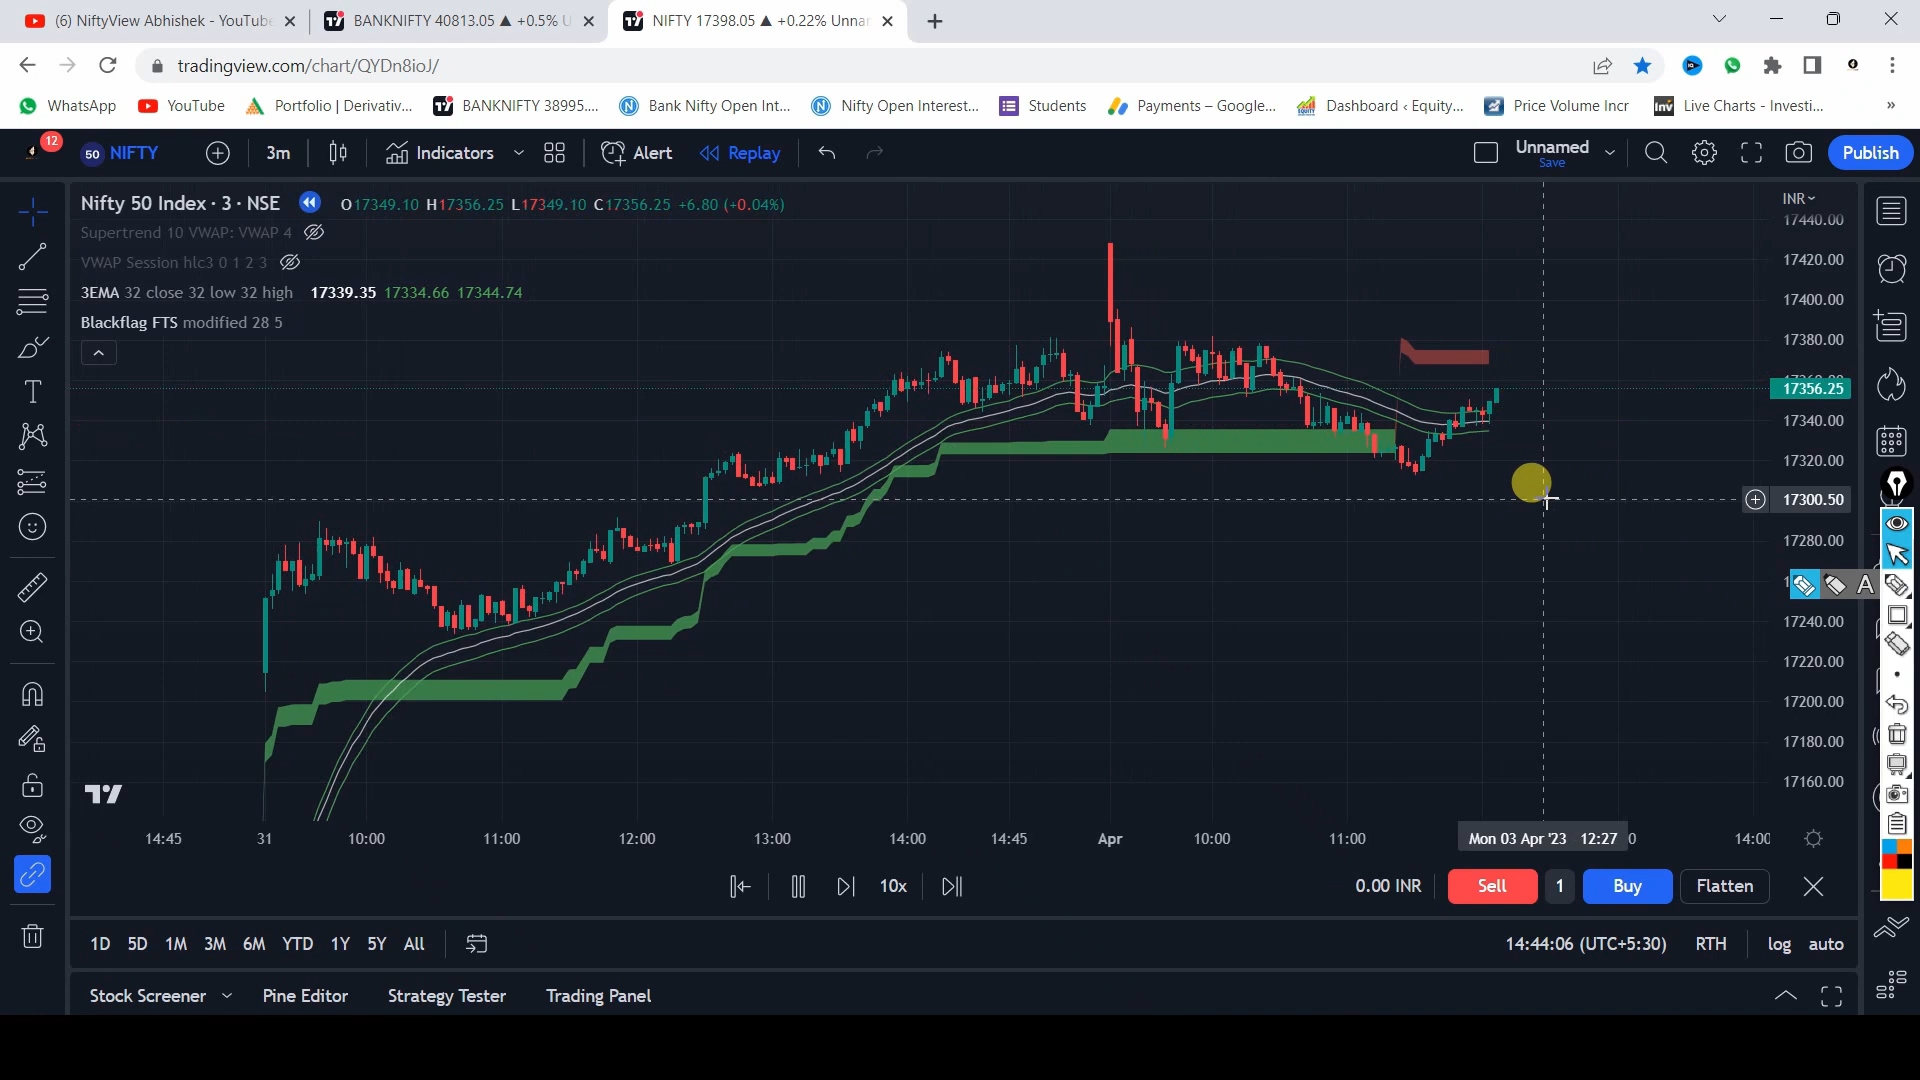 (6) NiftyView Abhishek - YouTube
BANKNIFTY 40813.05 ▲ +0.5% U
NIFTY 17398.05 ▲ +0.22% Unnar
tradingview.com/chart/QYDn8ioJ/
WhatsApp
YouTube
Portfolio | Derivativ...
BANKNIFTY 38995....
Bank Nifty Open Int...
Nifty Open Interest...
Students
Payments – Google...
Dashboard ‹ Equity...
Price Volume Incr
Live Charts - Investi...
»
12
50 NIFTY
3m
Indicators
Alert
Replay
Unnamed
Save
Publish
Nifty 50 Index · 3 · NSE
O17349.10 H17356.25 L17349.10 C17356.25 +6.80 (+0.04%)
Supertrend 10 VWAP: VWAP 4
VWAP Session hlc3 0 1 2 3
3EMA 32 close 32 low 32 high 17339.35 17334.66 17344.74
Blackflag FTS modified 28 5
INR
17440.00
17420.00
17400.00
17380.00
17356.25
17340.00
17320.00
17300.50
17280.00
A
17240.00
17220.00
17200.00
17180.00
17160.00
14:45
31
10:00
11:00
12:00
13:00
14:00
14:45
Apr
10:00
11:00
Mon 03 Apr '23 12:27
14:00
10x
0.00 INR
Sell
1
Buy
Flatten
1D 5D 1M 3M 6M YTD 1Y 5Y All
14:44:06 (UTC+5:30) RTH log auto
Stock Screener
Pine Editor
Strategy Tester
Trading Panel